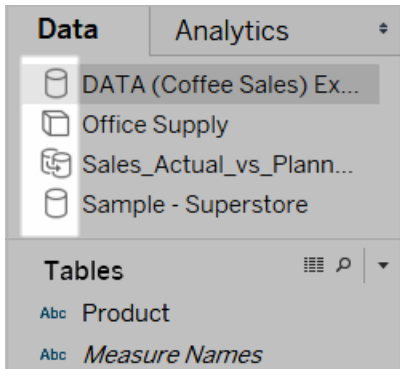 Data Analytics
DATA (Coffee Sales) Ex...
Office Supply
Sales_Actual_vs_Plann...
Sample - Superstore
Tables
Abc Product
Abc Measure Names